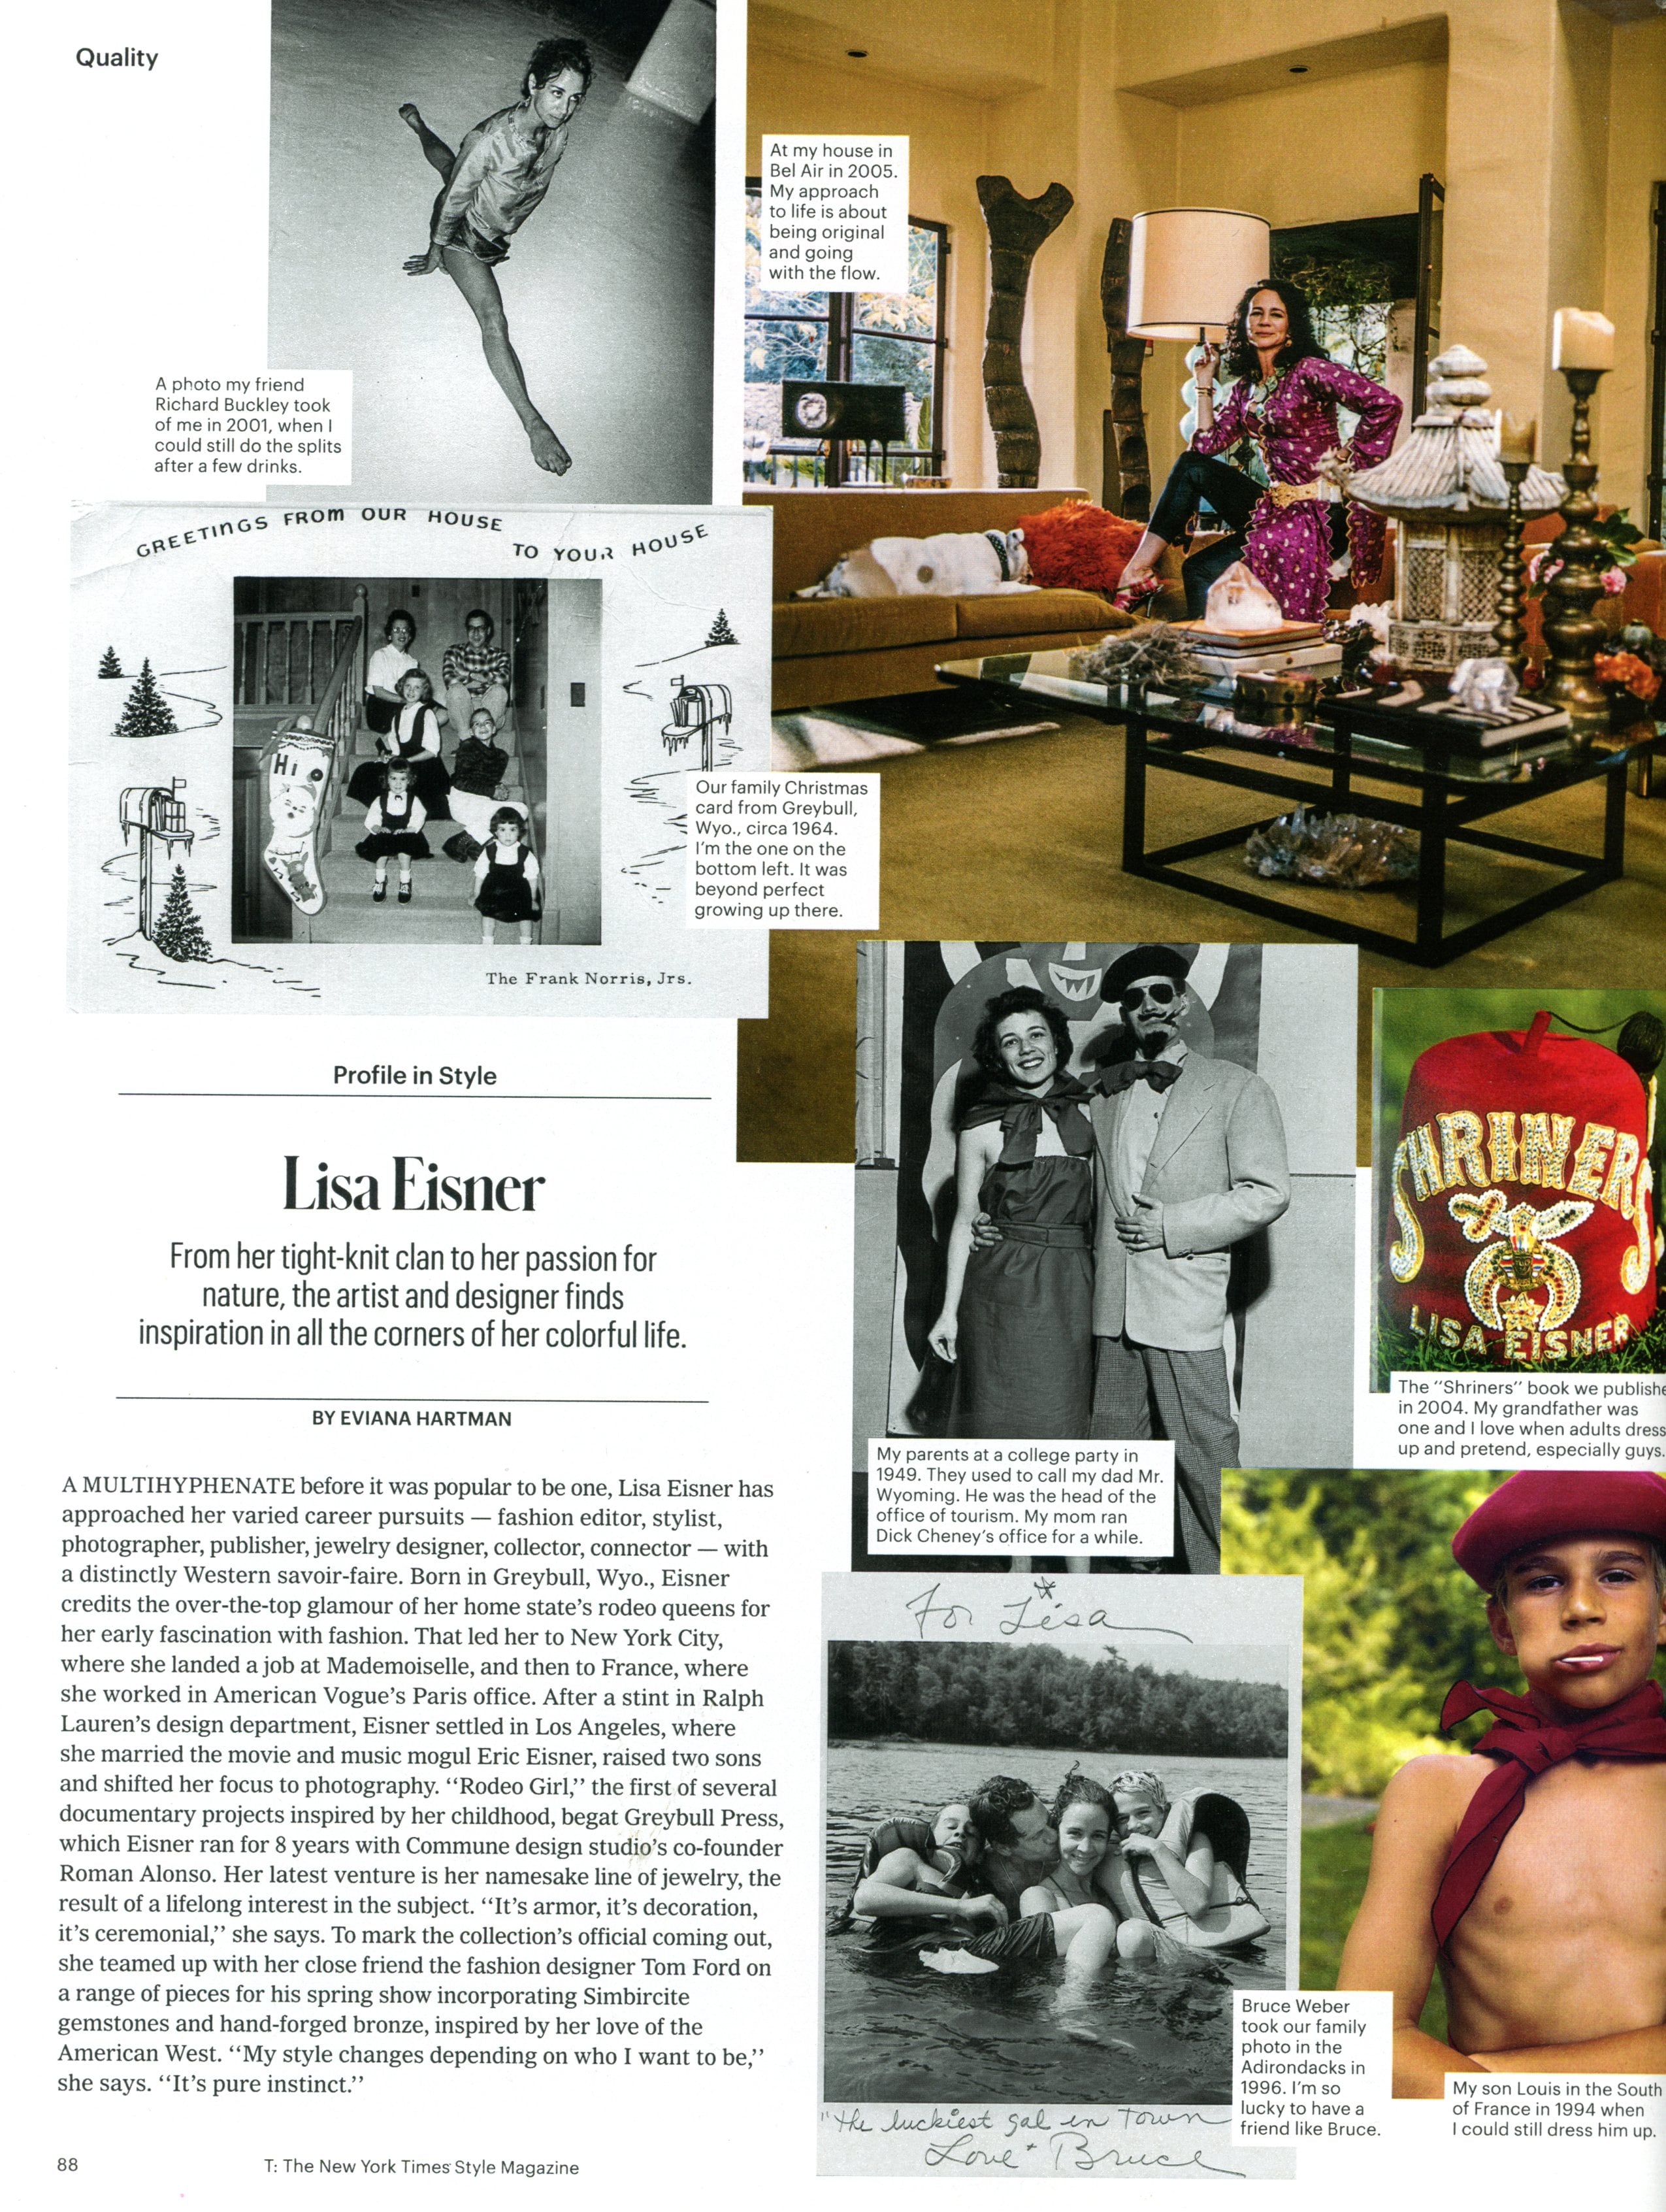 Quality
A photo my friend
Richard Buckley took
of me in 2001, when I
could still do the splits
after a few drinks.
At my house in
Bel Air in 2005.
My approach
to life is about
being original
and going
with the flow.
GREETINGS FROM OUR HOUSE
TO YOUR HOUSE
Hi
The Frank Norris, Jrs.
Our family Christmas
card from Greybull,
Wyo., circa 1964.
I'm the one on the
bottom left. It was
beyond perfect
growing up there.
Profile in Style
Lisa Eisner
From her tight-knit clan to her passion for
nature, the artist and designer finds
inspiration in all the corners of her colorful life.
BY EVIANA HARTMAN
A MULTIHYPHENATE before it was popular to be one, Lisa Eisner has
approached her varied career pursuits — fashion editor, stylist,
photographer, publisher, jewelry designer, collector, connector — with
a distinctly Western savoir-faire. Born in Greybull, Wyo., Eisner
credits the over-the-top glamour of her home state's rodeo queens for
her early fascination with fashion. That led her to New York City,
where she landed a job at Mademoiselle, and then to France, where
she worked in American Vogue's Paris office. After a stint in Ralph
Lauren's design department, Eisner settled in Los Angeles, where
she married the movie and music mogul Eric Eisner, raised two sons
and shifted her focus to photography. "Rodeo Girl," the first of several
documentary projects inspired by her childhood, begat Greybull Press,
which Eisner ran for 8 years with Commune design studio's co-founder
Roman Alonso. Her latest venture is her namesake line of jewelry, the
result of a lifelong interest in the subject. "It's armor, it's decoration,
it's ceremonial," she says. To mark the collection's official coming out,
she teamed up with her close friend the fashion designer Tom Ford on
a range of pieces for his spring show incorporating Simbircite
gemstones and hand-forged bronze, inspired by her love of the
American West. "My style changes depending on who I want to be,"
she says. "It's pure instinct."
SHRINERS
LISA EISNER
The "Shriners" book we publishe
in 2004. My grandfather was
one and I love when adults dress
up and pretend, especially guys.
My parents at a college party in
1949. They used to call my dad Mr.
Wyoming. He was the head of the
office of tourism. My mom ran
Dick Cheney's office for a while.
For Lisa
"the luckiest gal in town
Love Bruce
Bruce Weber
took our family
photo in the
Adirondacks in
1996. I'm so
lucky to have a
friend like Bruce.
My son Louis in the South
of France in 1994 when
I could still dress him up.
88
T: The New York Times Style Magazine